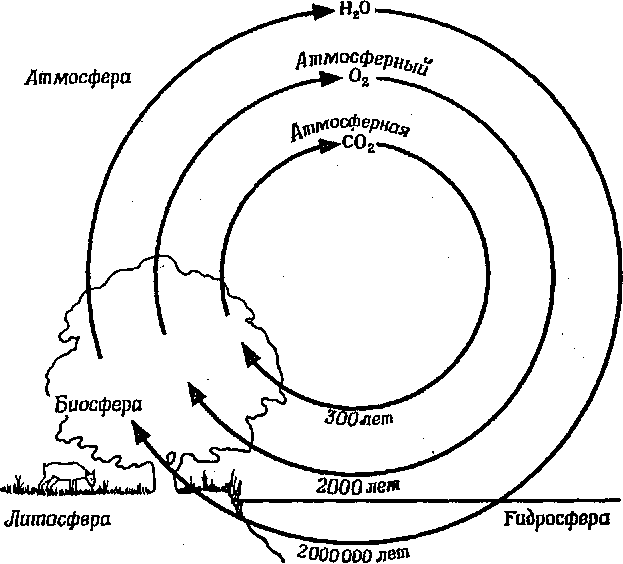 H₂O
Атмосферный
O₂
Атмосфера
Атмосферная
CO₂
Биосфера
300 лет
2000 лет
Литосфера
Гидросфера
2000000 лет